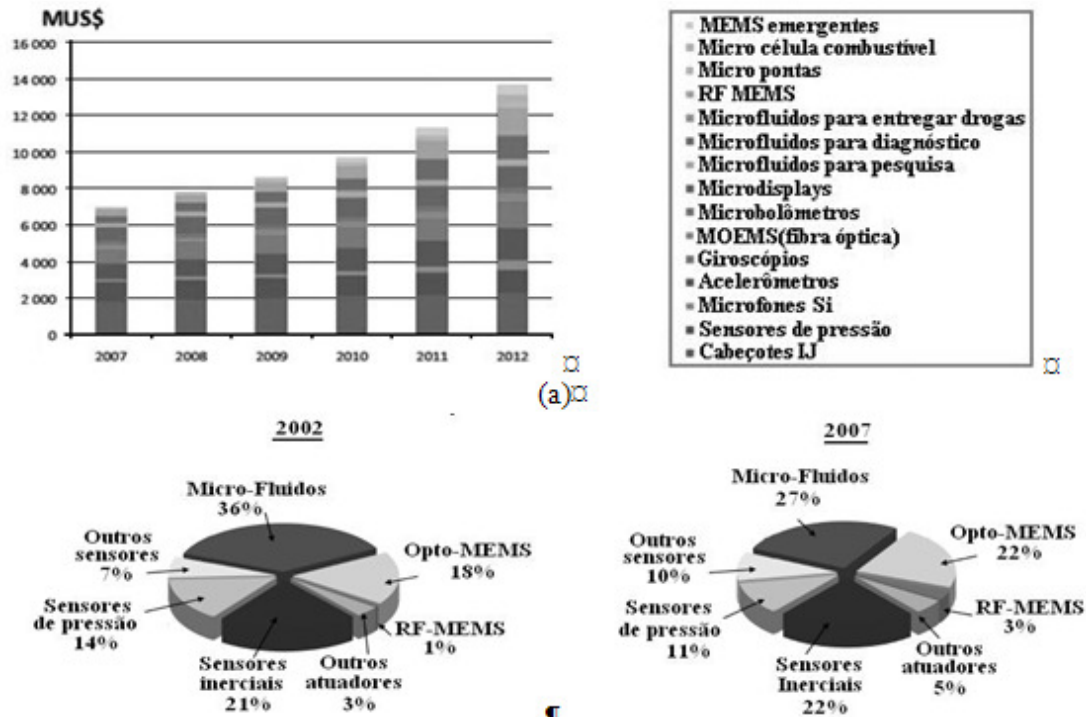 MUS$
16 000
14 000
12 000
10 000
8 000
6 000
4 000
2 000
0
2007
2008
2009
2010
2011
2012
¤
MEMS emergentes
Micro célula combustível
Micro pontas
RF MEMS
Microfluidos para entregar drogas
Microfluidos para diagnóstico
Microfluidos para pesquisa
Microdisplays
Microbolômetros
MOEMS(fibra óptica)
Giroscópios
Acelerômetros
Microfones Si
Sensores de pressão
Cabeçotes IJ
¤
(a)¤
2002
Micro-Fluidos
36%
Outros
sensores
7%
Opto-MEMS
18%
Sensores
de pressão
14%
RF-MEMS
1%
Sensores
inerciais
21%
Outros
atuadores
3%
2007
Micro-Fluidos
27%
Outros
sensores
10%
Opto-MEMS
22%
Sensores
de pressão
11%
RF-MEMS
3%
Sensores
Inerciais
22%
Outros
atuadores
5%
¶